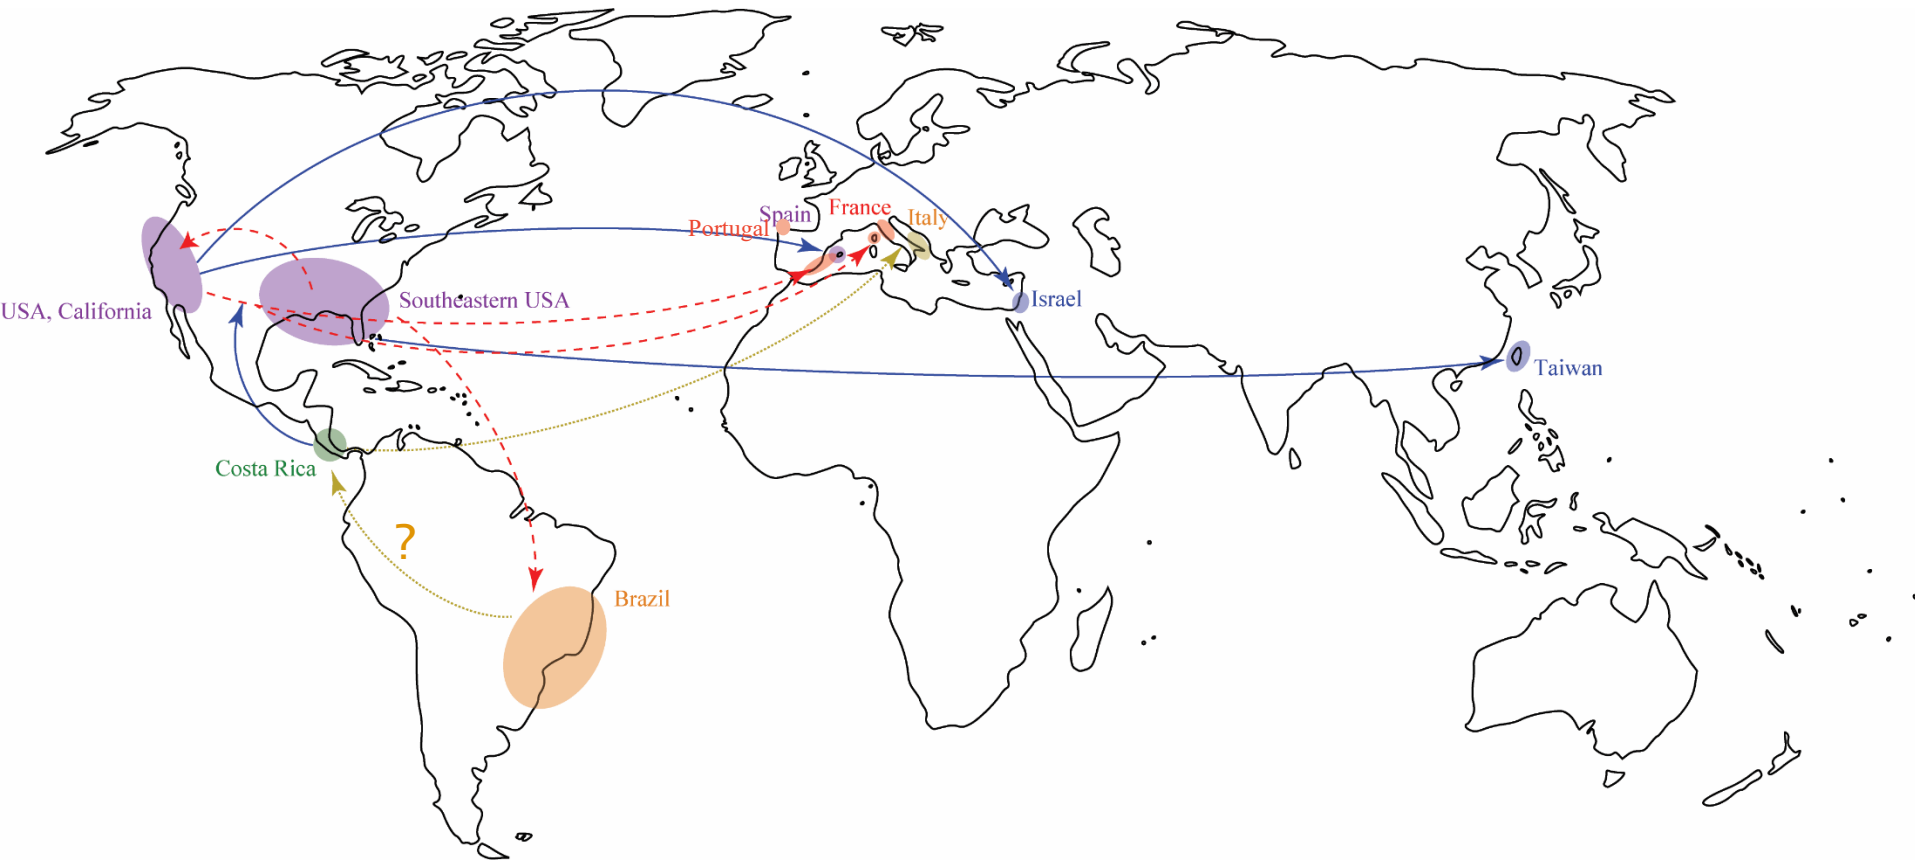 Spain
France
Italy
Portugal
USA, California
Southeastern USA
Israel
Taiwan
Costa Rica
?
Brazil